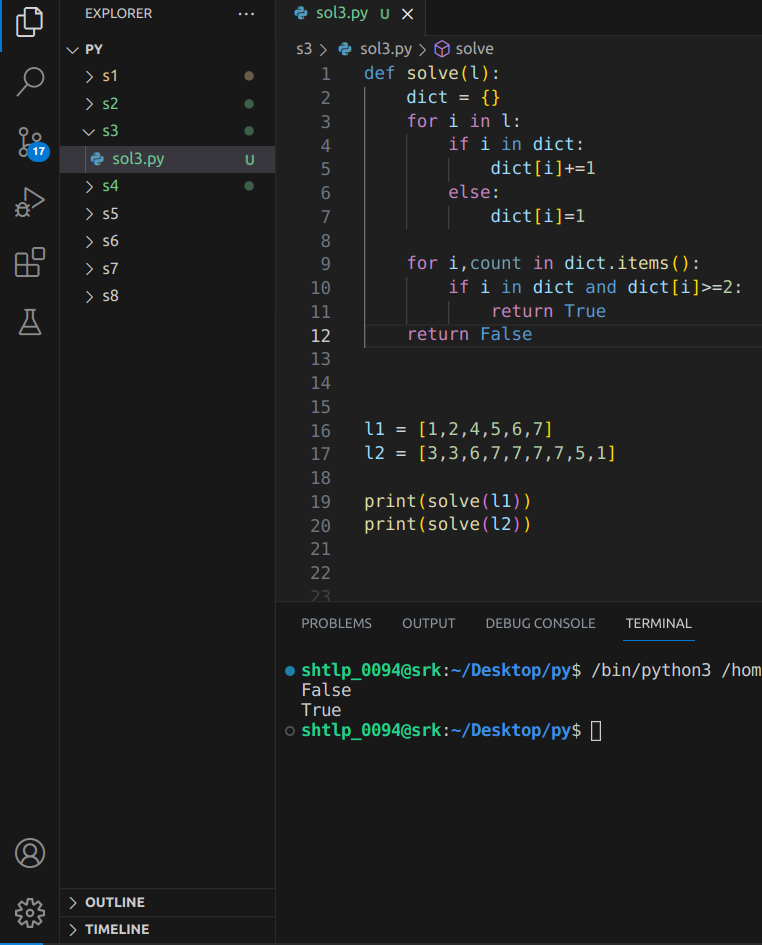 EXPLORER ···
PY
s1
s2
s3
sol3.py U
s4
s5
s6
s7
s8
OUTLINE
TIMELINE
17
sol3.py U
s3 > sol3.py > solve
1 def solve(l):
2     dict = {}
3     for i in l:
4         if i in dict:
5             dict[i]+=1
6         else:
7             dict[i]=1
8
9     for i,count in dict.items():
10         if i in dict and dict[i]>=2:
11             return True
12     return False
13
14
15
16 l1 = [1,2,4,5,6,7]
17 l2 = [3,3,6,7,7,7,7,5,1]
18
19 print(solve(l1))
20 print(solve(l2))
21
22
23
PROBLEMS OUTPUT DEBUG CONSOLE TERMINAL
shtlp_0094@srk:~/Desktop/py$ /bin/python3 /hom
False
True
shtlp_0094@srk:~/Desktop/py$